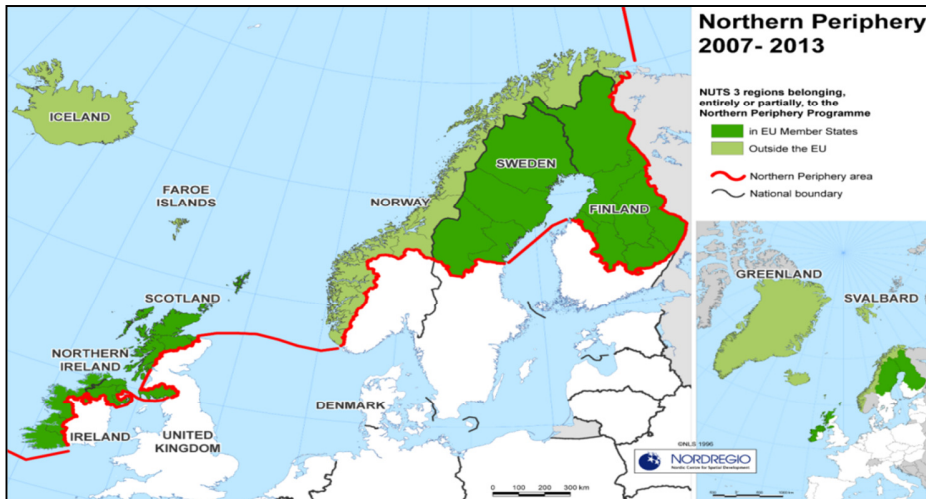 Northern Periphery
2007- 2013
NUTS 3 regions belonging,
entirely or partially, to the
Northern Periphery Programme
in EU Member States
Outside the EU
Northern Periphery area
National boundary
ICELAND
FAROE
ISLANDS
NORWAY
SWEDEN
FINLAND
SCOTLAND
NORTHERN
IRELAND
IRELAND
UNITED
KINGDOM
DENMARK
GREENLAND
SVALBARD
©NLS 1996
NORDREGIO
Nordic Centre for Spatial Development
0 100 200 300 km